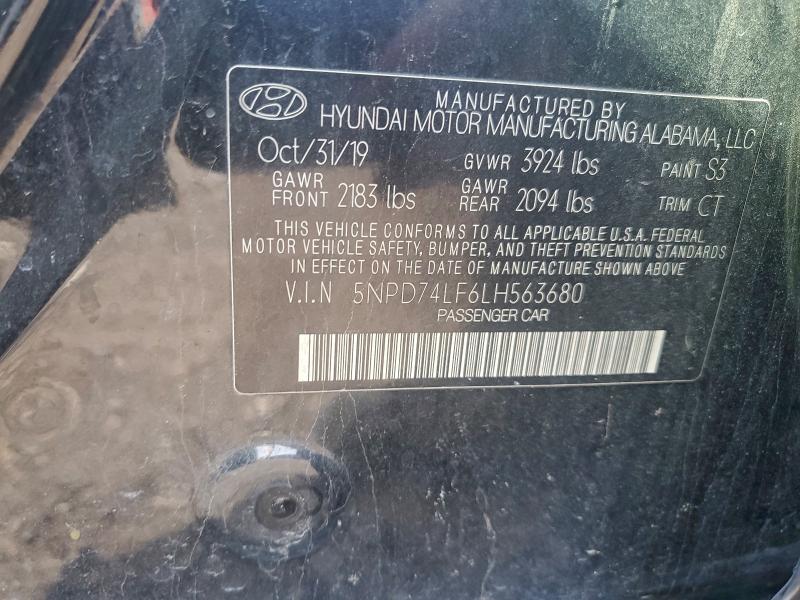 MANUFACTURED BY
HYUNDAI MOTOR MANUFACTURING ALABAMA, LLC
Oct/31/19 GVWR 3924 lbs PAINT S3
GAWR FRONT 2183 lbs GAWR REAR 2094 lbs TRIM CT
THIS VEHICLE CONFORMS TO ALL APPLICABLE U.S.A. FEDERAL
MOTOR VEHICLE SAFETY, BUMPER, AND THEFT PREVENTION STANDARDS
IN EFFECT ON THE DATE OF MANUFACTURE SHOWN ABOVE
V.I.N 5NPD74LF6LH563680
PASSENGER CAR